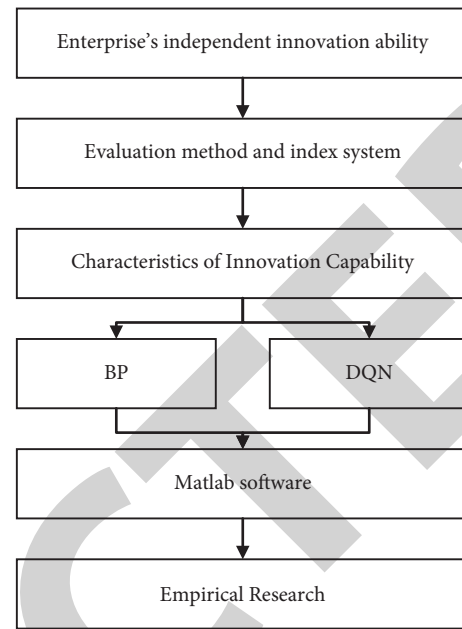 Enterprise's independent innovation ability
Evaluation method and index system
Characteristics of Innovation Capability
BP
DQN
Matlab software
Empirical Research
CTE